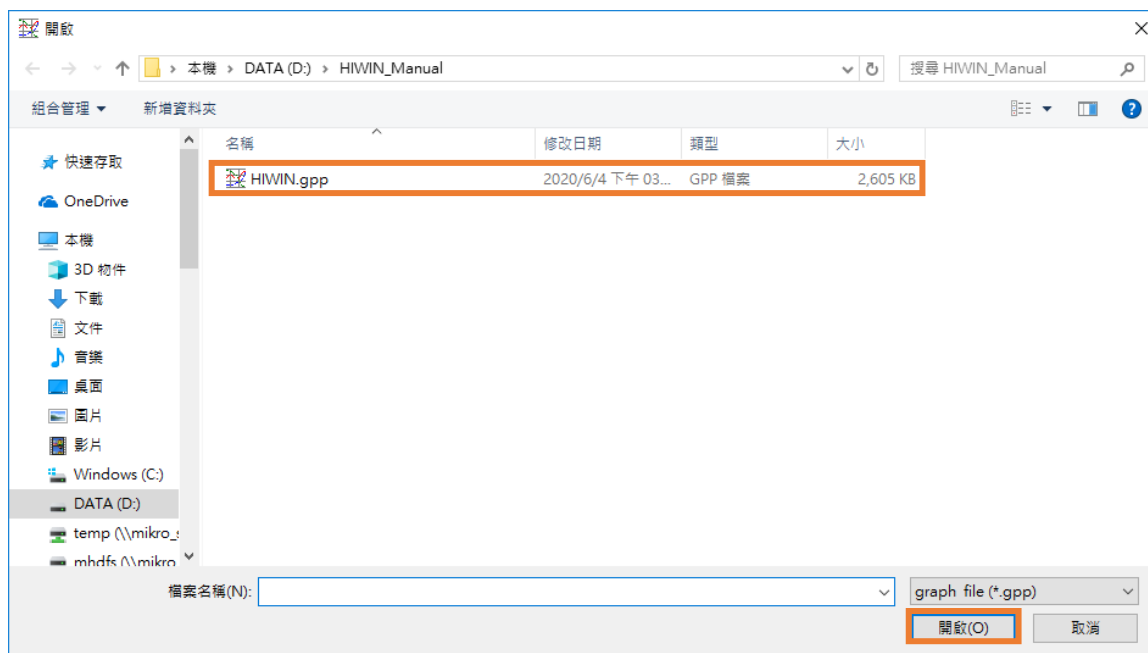 開啟
本機 › DATA (D:) › HIWIN_Manual
搜尋 HIWIN_Manual
組合管理
新增資料夾
名稱 修改日期 類型 大小
HIWIN.gpp 2020/6/4 下午 03... GPP 檔案 2,605 KB
快速存取
OneDrive
本機
3D 物件
下載
文件
音樂
桌面
圖片
影片
Windows (C:)
DATA (D:)
temp (\\mikro_s
mhdfs (\\mikro
檔案名稱(N):
graph file (*.gpp)
開啟(O) 取消